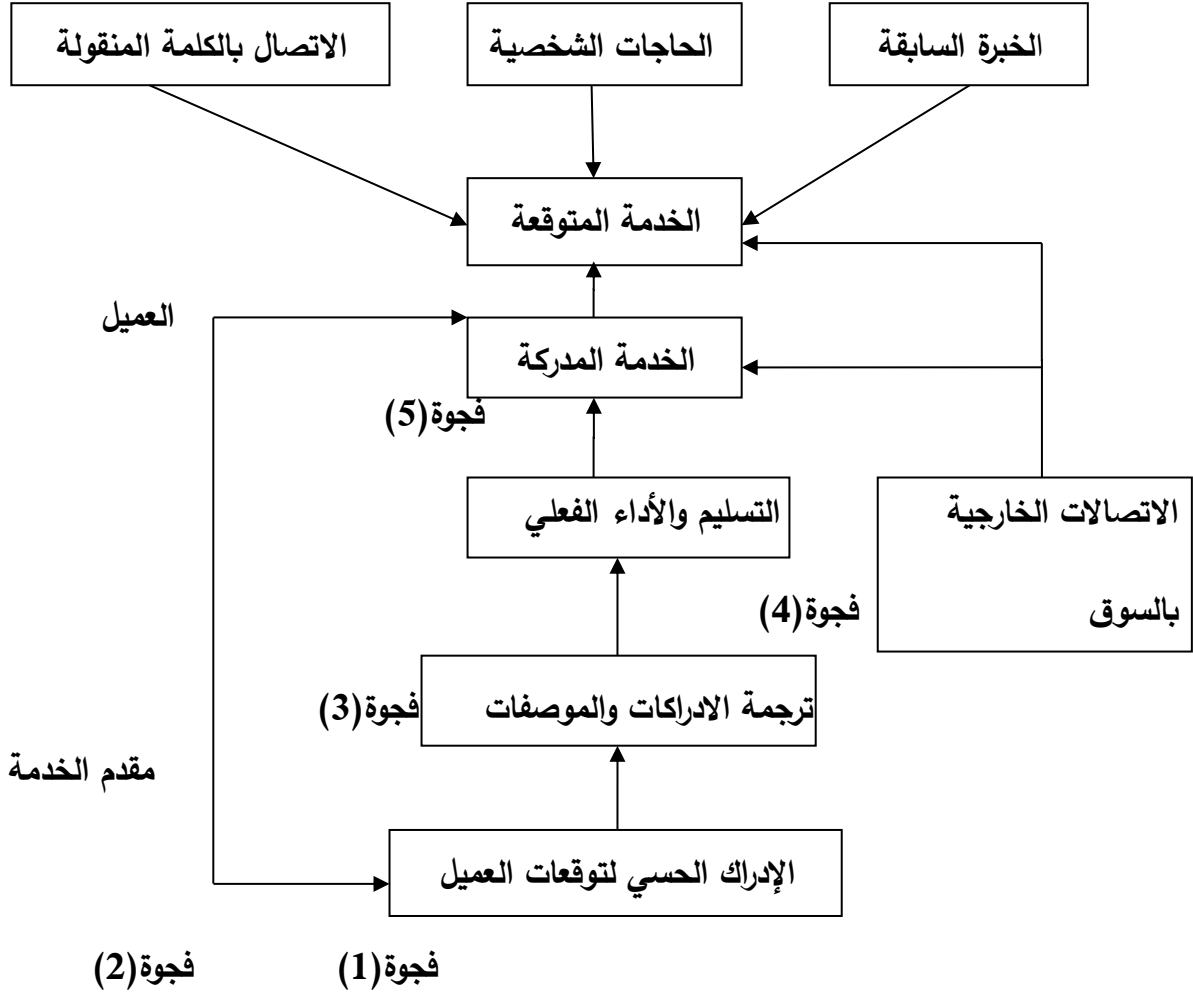 الخبرة السابقة
الحاجات الشخصية
الاتصال بالكلمة المنقولة
الخدمة المتوقعة
العميل
الخدمة المدركة
فجوة(5)
التسليم والأداء الفعلي
الاتصالات الخارجية
بالسوق
فجوة(4)
ترجمة الادراكات والموصفات
فجوة(3)
مقدم الخدمة
الإدراك الحسي لتوقعات العميل
فجوة(1)
فجوة(2)